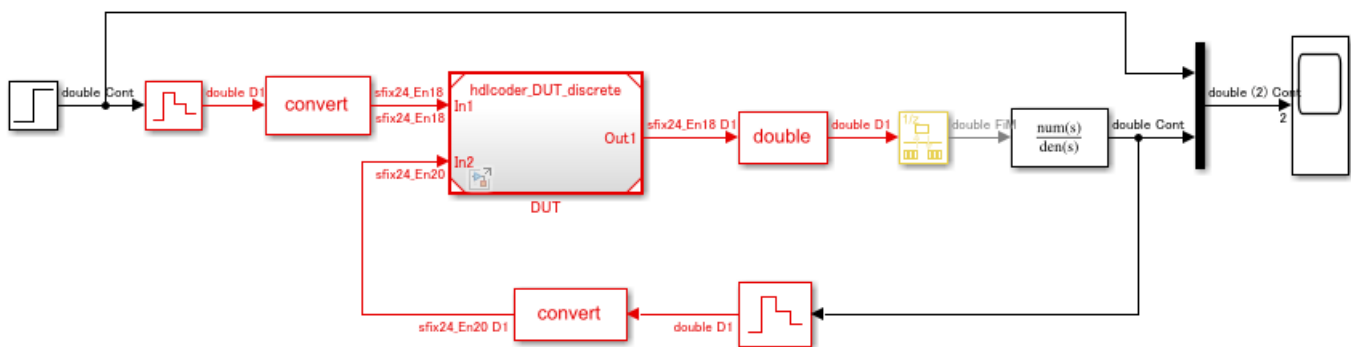 double Cont
double D1
convert
sfix24_En18
sfix24_En18
hdlcoder_DUT_discrete
In1
Out1
In2
sfix24_En20
DUT
sfix24_En18 D1
double
double D1
1/z
double FiM
num(s)
den(s)
double Cont
double (2) Cont
2
sfix24_En20 D1
convert
double D1